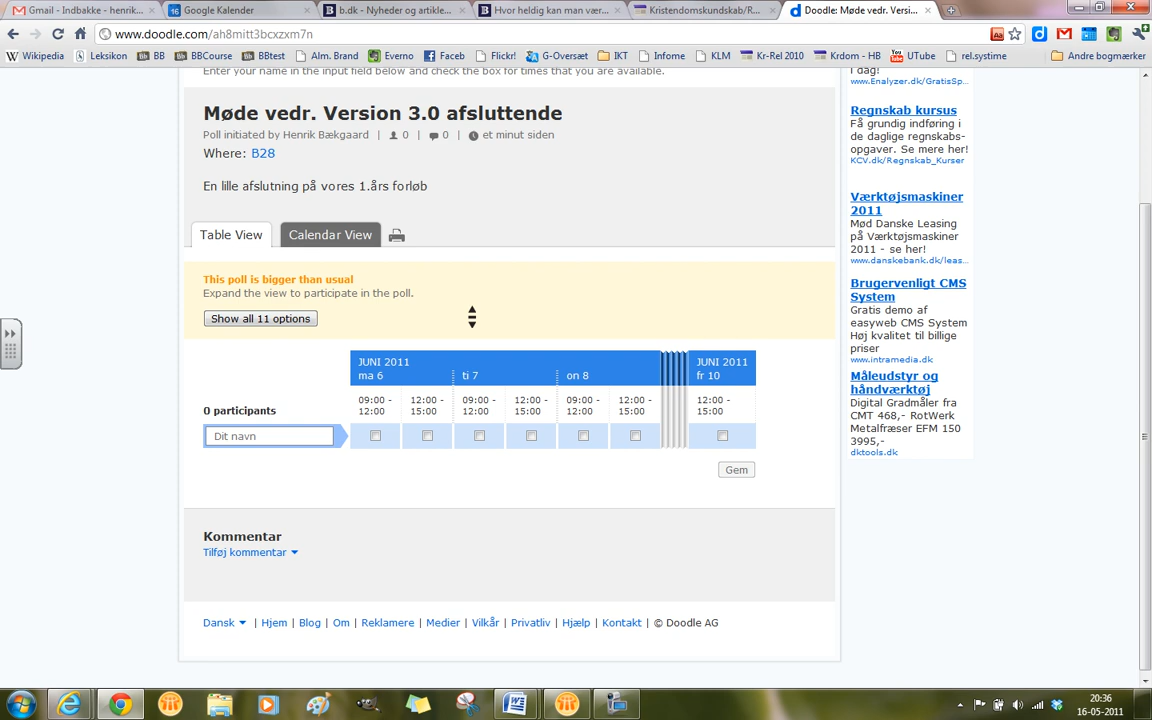 Gmail - Indbakke - henrik...
16 Google Kalender
b.dk - Nyheder og artikle...
Hvor heldig kan man vær...
Kristendomskundskab/R...
Doodle: Møde vedr. Versi...
www.doodle.com/ah8mitt3bcxzxm7n
Wikipedia
Leksikon
BB
BBCourse
BBtest
Alm. Brand
Everno
Faceb
Flickr!
G-Oversæt
IKT
Infome
KLM
Kr-Rel 2010
Krdom - HB
UTube
rel.systime
Andre bogmærker
Enter your name in the input field below and check the box for times that you are available.
Møde vedr. Version 3.0 afsluttende
Poll initiated by Henrik Bækgaard | 0 | 0 | et minut siden
Where: B28
En lille afslutning på vores 1.års forløb
Table View
Calendar View
This poll is bigger than usual
Expand the view to participate in the poll.
Show all 11 options
JUNI 2011 JUNI 2011
ma 6 ti 7 on 8 fr 10
09:00 - 12:00 - 09:00 - 12:00 - 09:00 - 12:00 - 12:00 -
12:00 15:00 12:00 15:00 12:00 15:00 15:00
0 participants
Dit navn
Gem
Kommentar
Tilføj kommentar
Dansk | Hjem | Blog | Om | Reklamere | Medier | Vilkår | Privatliv | Hjælp | Kontakt | © Doodle AG
i dag!
www.Enalyzer.dk/GratisSp...
Regnskab kursus
Få grundig indføring i
de daglige regnskabs-
opgaver. Se mere her!
KCV.dk/Regnskab_Kurser
Værktøjsmaskiner
2011
Mød Danske Leasing
på Værktøjsmaskiner
2011 - se her!
www.danskebank.dk/leas...
Brugervenligt CMS
System
Gratis demo af
easyweb CMS System
Høj kvalitet til billige
priser
www.intramedia.dk
Måleudstyr og
håndværktøj
Digital Gradmåler fra
CMT 468,- RotWerk
Metalfræser EFM 150
3995,-
dktools.dk
20:36
16-05-2011